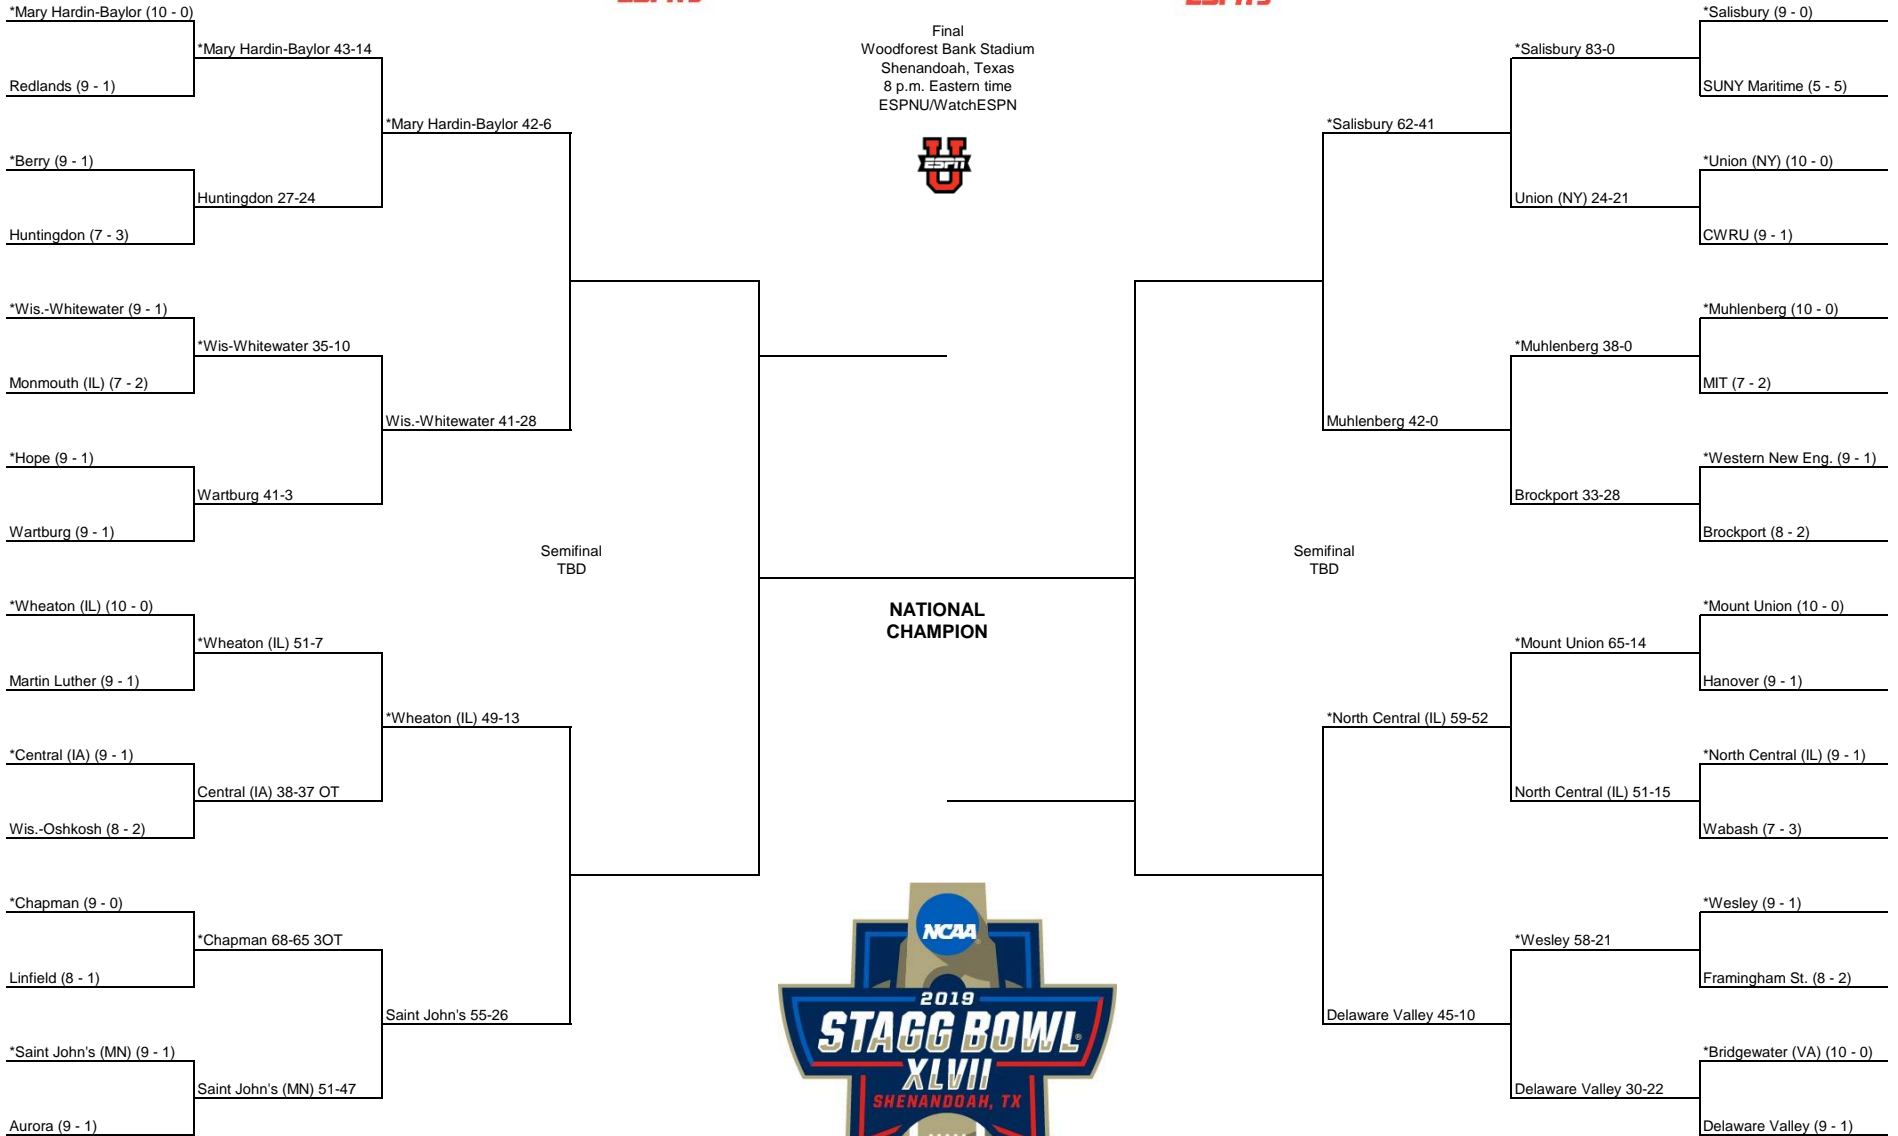 *Mary Hardin-Baylor (10 - 0)
*Mary Hardin-Baylor 43-14
Redlands (9 - 1)
*Mary Hardin-Baylor 42-6
*Berry (9 - 1)
Huntingdon 27-24
Huntingdon (7 - 3)
*Wis.-Whitewater (9 - 1)
*Wis-Whitewater 35-10
Monmouth (IL) (7 - 2)
Wis.-Whitewater 41-28
*Hope (9 - 1)
Wartburg 41-3
Wartburg (9 - 1)
Semifinal
TBD
*Wheaton (IL) (10 - 0)
*Wheaton (IL) 51-7
Martin Luther (9 - 1)
*Wheaton (IL) 49-13
*Central (IA) (9 - 1)
Central (IA) 38-37 OT
Wis.-Oshkosh (8 - 2)
*Chapman (9 - 0)
*Chapman 68-65 3OT
Linfield (8 - 1)
Saint John's 55-26
*Saint John's (MN) (9 - 1)
Saint John's (MN) 51-47
Aurora (9 - 1)
Final
Woodforest Bank Stadium
Shenandoah, Texas
8 p.m. Eastern time
ESPNU/WatchESPN
U
ESPN
NATIONAL
CHAMPION
NCAA
2019
STAGG BOWL®
XLVII
SHENANDOAH, TX
*Salisbury (9 - 0)
*Salisbury 83-0
SUNY Maritime (5 - 5)
*Salisbury 62-41
*Union (NY) (10 - 0)
Union (NY) 24-21
CWRU (9 - 1)
*Muhlenberg (10 - 0)
*Muhlenberg 38-0
MIT (7 - 2)
Muhlenberg 42-0
*Western New Eng. (9 - 1)
Brockport 33-28
Brockport (8 - 2)
Semifinal
TBD
*Mount Union (10 - 0)
*Mount Union 65-14
Hanover (9 - 1)
*North Central (IL) 59-52
*North Central (IL) (9 - 1)
North Central (IL) 51-15
Wabash (7 - 3)
*Wesley (9 - 1)
*Wesley 58-21
Framingham St. (8 - 2)
Delaware Valley 45-10
*Bridgewater (VA) (10 - 0)
Delaware Valley 30-22
Delaware Valley (9 - 1)